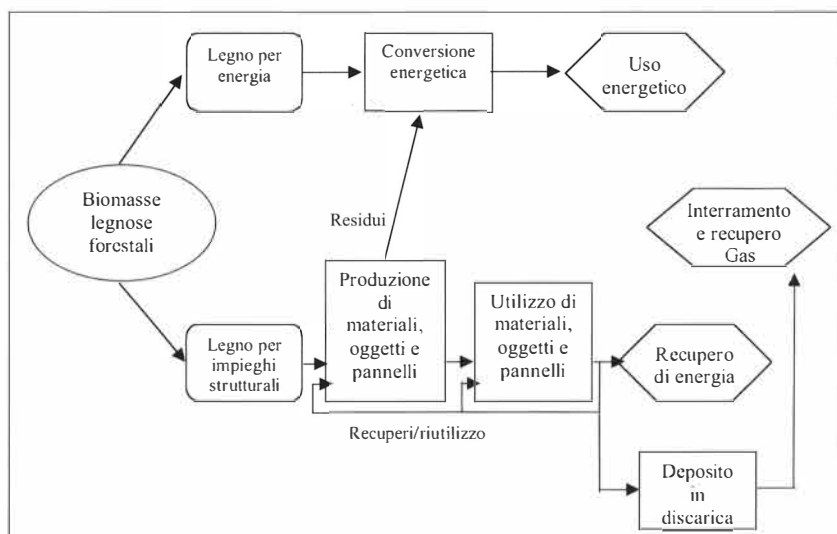 Legno per
energia
Conversione
energetica
Uso
energetico
Biomasse
legnose
forestali
Residui
Interramento
e recupero
Gas
Legno per
impieghi
strutturali
Produzione
di
materiali,
oggetti e
pannelli
Utilizzo di
materiali,
oggetti e
pannelli
Recupero
di energia
Recuperi/riutilizzo
Deposito
in
discarica